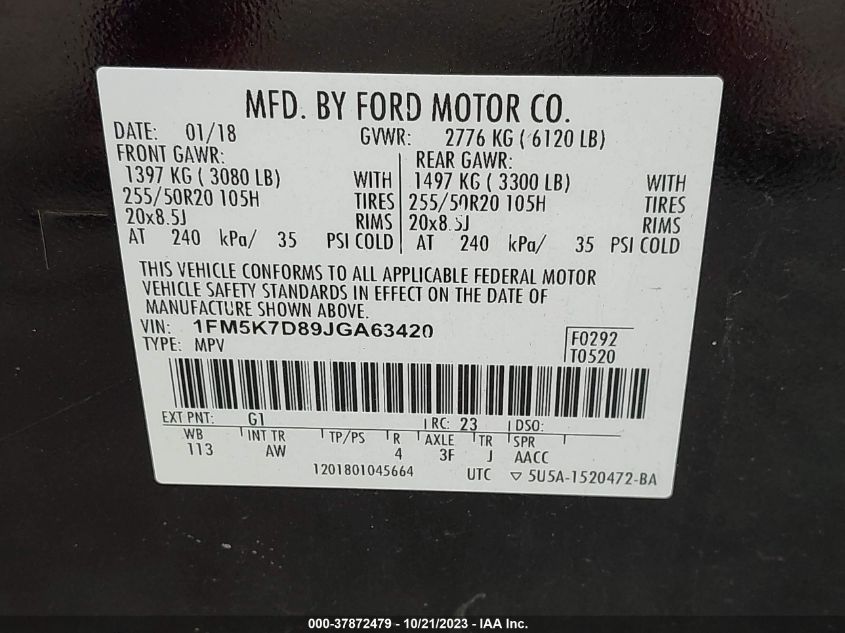 MFD. BY FORD MOTOR CO.
DATE: 01/18 GVWR: 2776 KG ( 6120 LB)
FRONT GAWR: REAR GAWR:
1397 KG ( 3080 LB) WITH 1497 KG ( 3300 LB) WITH
255/50R20 105H TIRES 255/50R20 105H TIRES
20x8.5J RIMS 20x8.5J RIMS
AT 240 kPa/ 35 PSI COLD AT 240 kPa/ 35 PSI COLD
THIS VEHICLE CONFORMS TO ALL APPLICABLE FEDERAL MOTOR
VEHICLE SAFETY STANDARDS IN EFFECT ON THE DATE OF
MANUFACTURE SHOWN ABOVE.
VIN: 1FM5K7D89JGA63420 F0292
TYPE: MPV T0520
EXT PNT: G1 RC: 23 DSO:
WB INT TR TP/PS R AXLE TR SPR
113 AW 4 3F J AACC
1201801045664 UTC ▽ 5U5A-1520472-BA
000-37872479 - 10/21/2023 - IAA Inc.